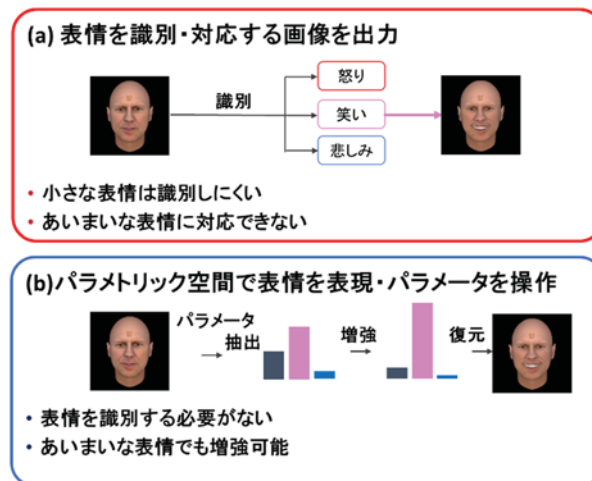 (a) 表情を識別・対応する画像を出力
識別
怒り
笑い
悲しみ
• 小さな表情は識別しにくい
• あいまいな表情に対応できない
(b)パラメトリック空間で表情を表現・パラメータを操作
パラメータ
抽出
増強
復元
• 表情を識別する必要がない
• あいまいな表情でも増強可能